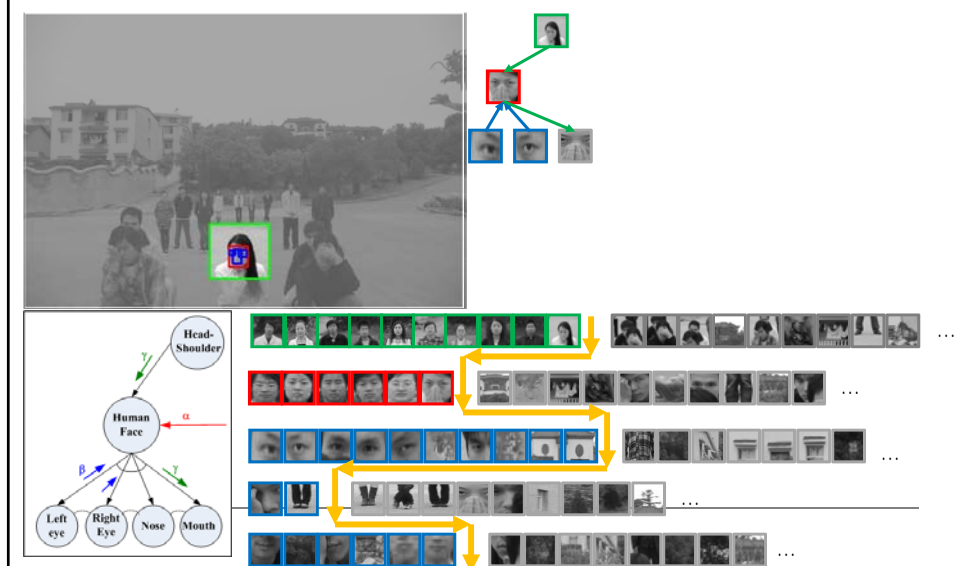 Head-
Shoulder
γ
Human
Face
α
β
γ
Left
eye
Right
Eye
Nose
Mouth
...
...
...
...
...